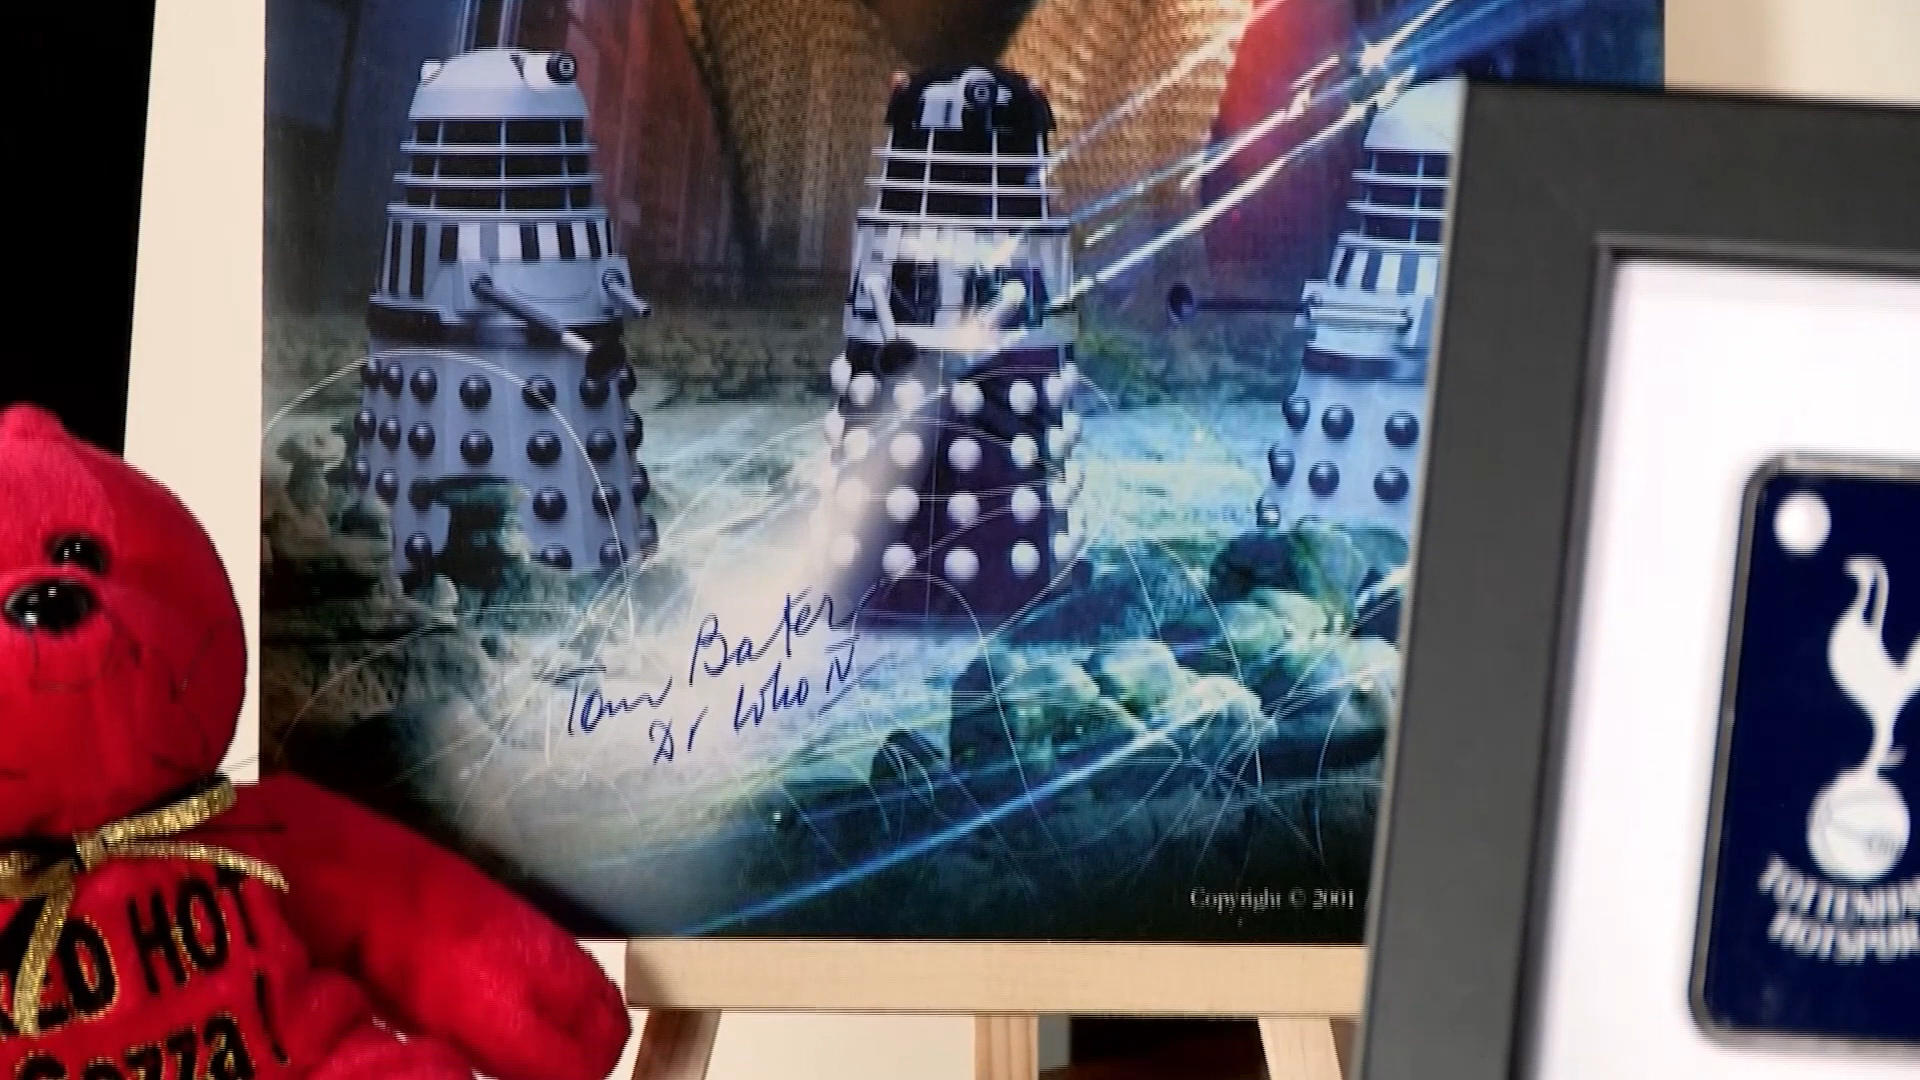 Tom Baker
Dr Who IV
Copyright © 2001
RED HOT
Gazza!
TOTTENHAM
HOTSPUR